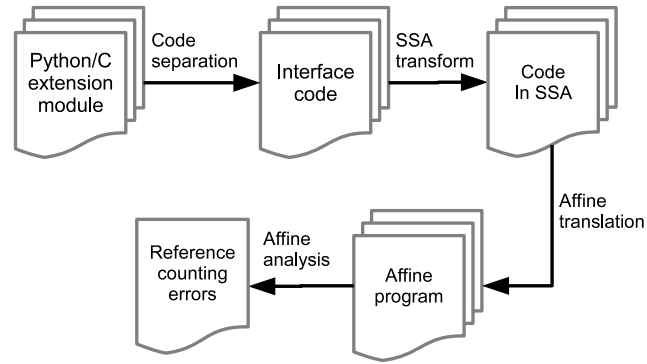 Python/C
extension
module
Code
separation
Interface
code
SSA
transform
Code
In SSA
Affine
translation
Affine
program
Affine
analysis
Reference
counting
errors